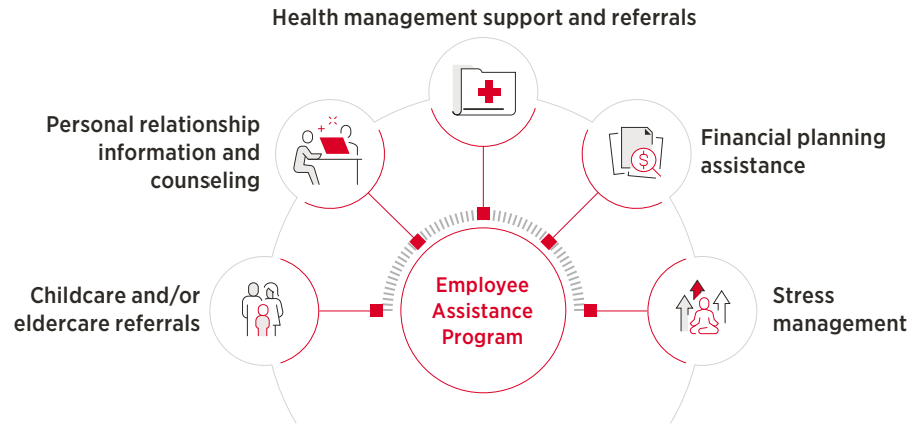 Health management support and referrals
Personal relationship
information and
counseling
Financial planning
assistance
Childcare and/or
eldercare referrals
Employee
Assistance
Program
Stress
management
$